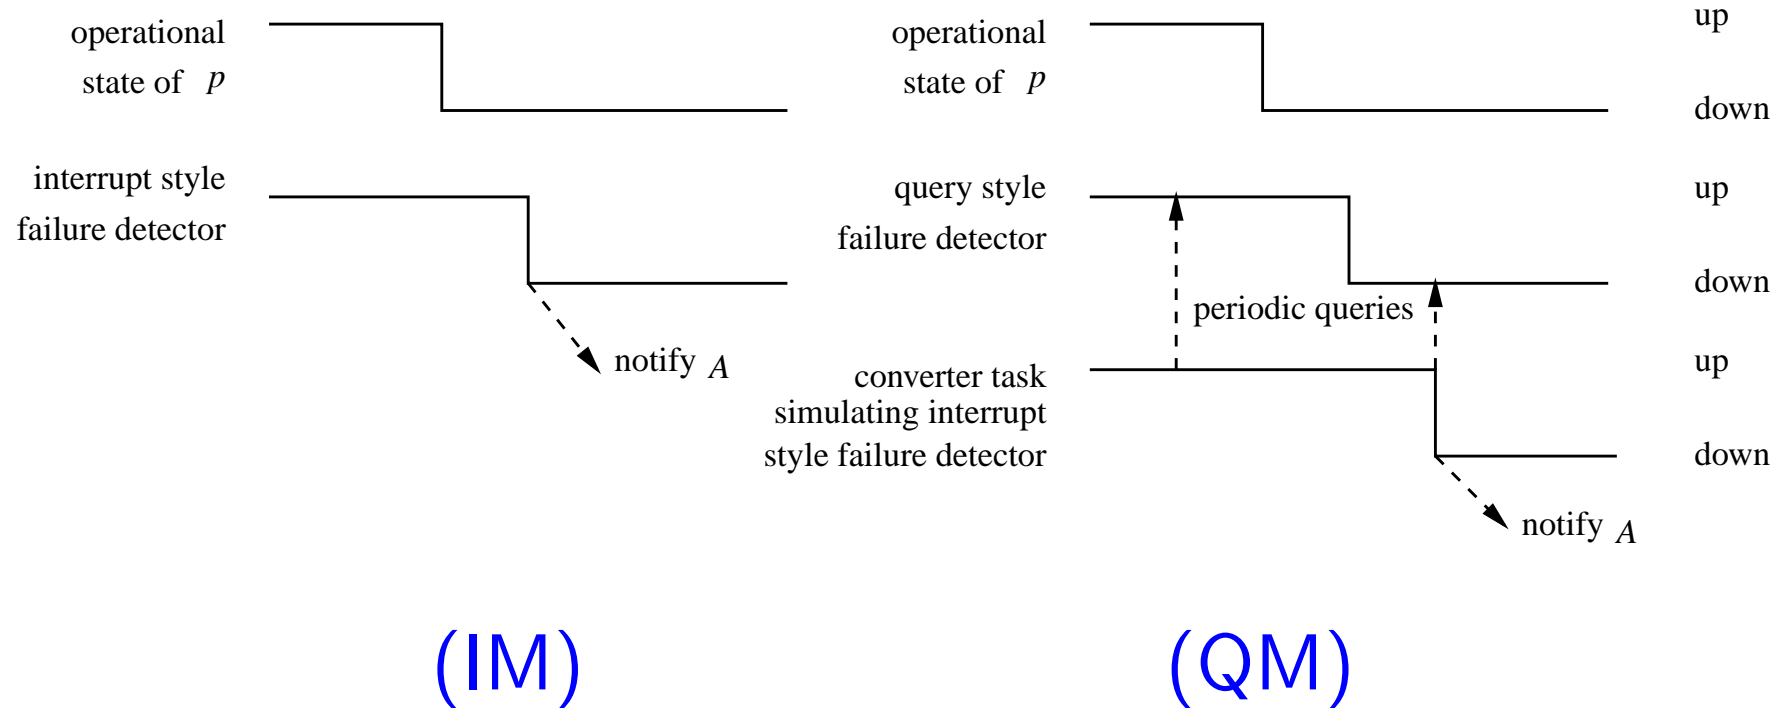 operational
state of p
interrupt style
failure detector
notify A
(IM)
operational
state of p
up
down
query style
failure detector
up
down
periodic queries
converter task
simulating interrupt
style failure detector
up
down
notify A
(QM)